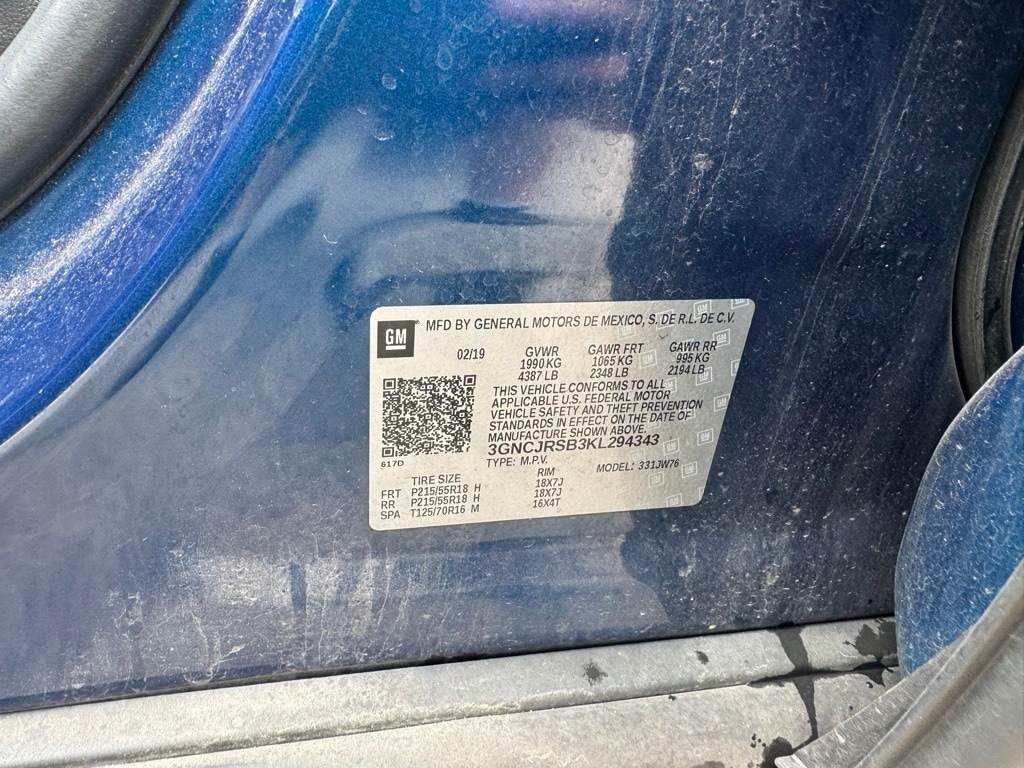 GM
MFD BY GENERAL MOTORS DE MEXICO, S. DE R.L. DE C.V.
02/19 GVWR GAWR FRT GAWR RR
1990 KG 1065 KG 995 KG
4387 LB 2348 LB 2194 LB
THIS VEHICLE CONFORMS TO ALL
APPLICABLE U.S. FEDERAL MOTOR
VEHICLE SAFETY AND THEFT PREVENTION
STANDARDS IN EFFECT ON THE DATE OF
MANUFACTURE SHOWN ABOVE.
3GNCJRSB3KL294343
617D
TYPE: M.P.V. MODEL: 331JW76
TIRE SIZE RIM
FRT P215/55R18 H 18X7J
RR P215/55R18 H 18X7J
SPA T125/70R16 M 16X4T